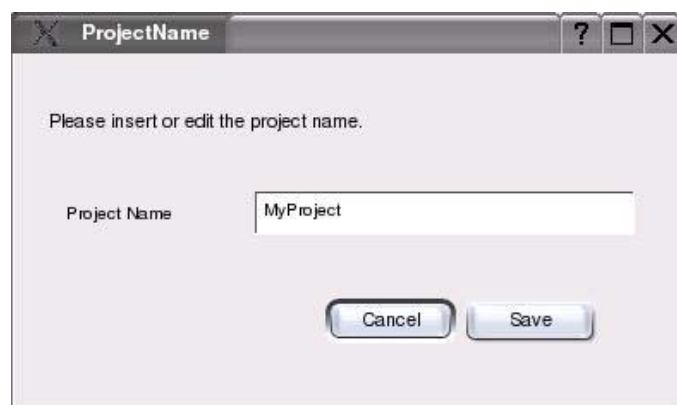 ProjectName ?
Please insert or edit the project name.
Project Name MyProject
Cancel Save